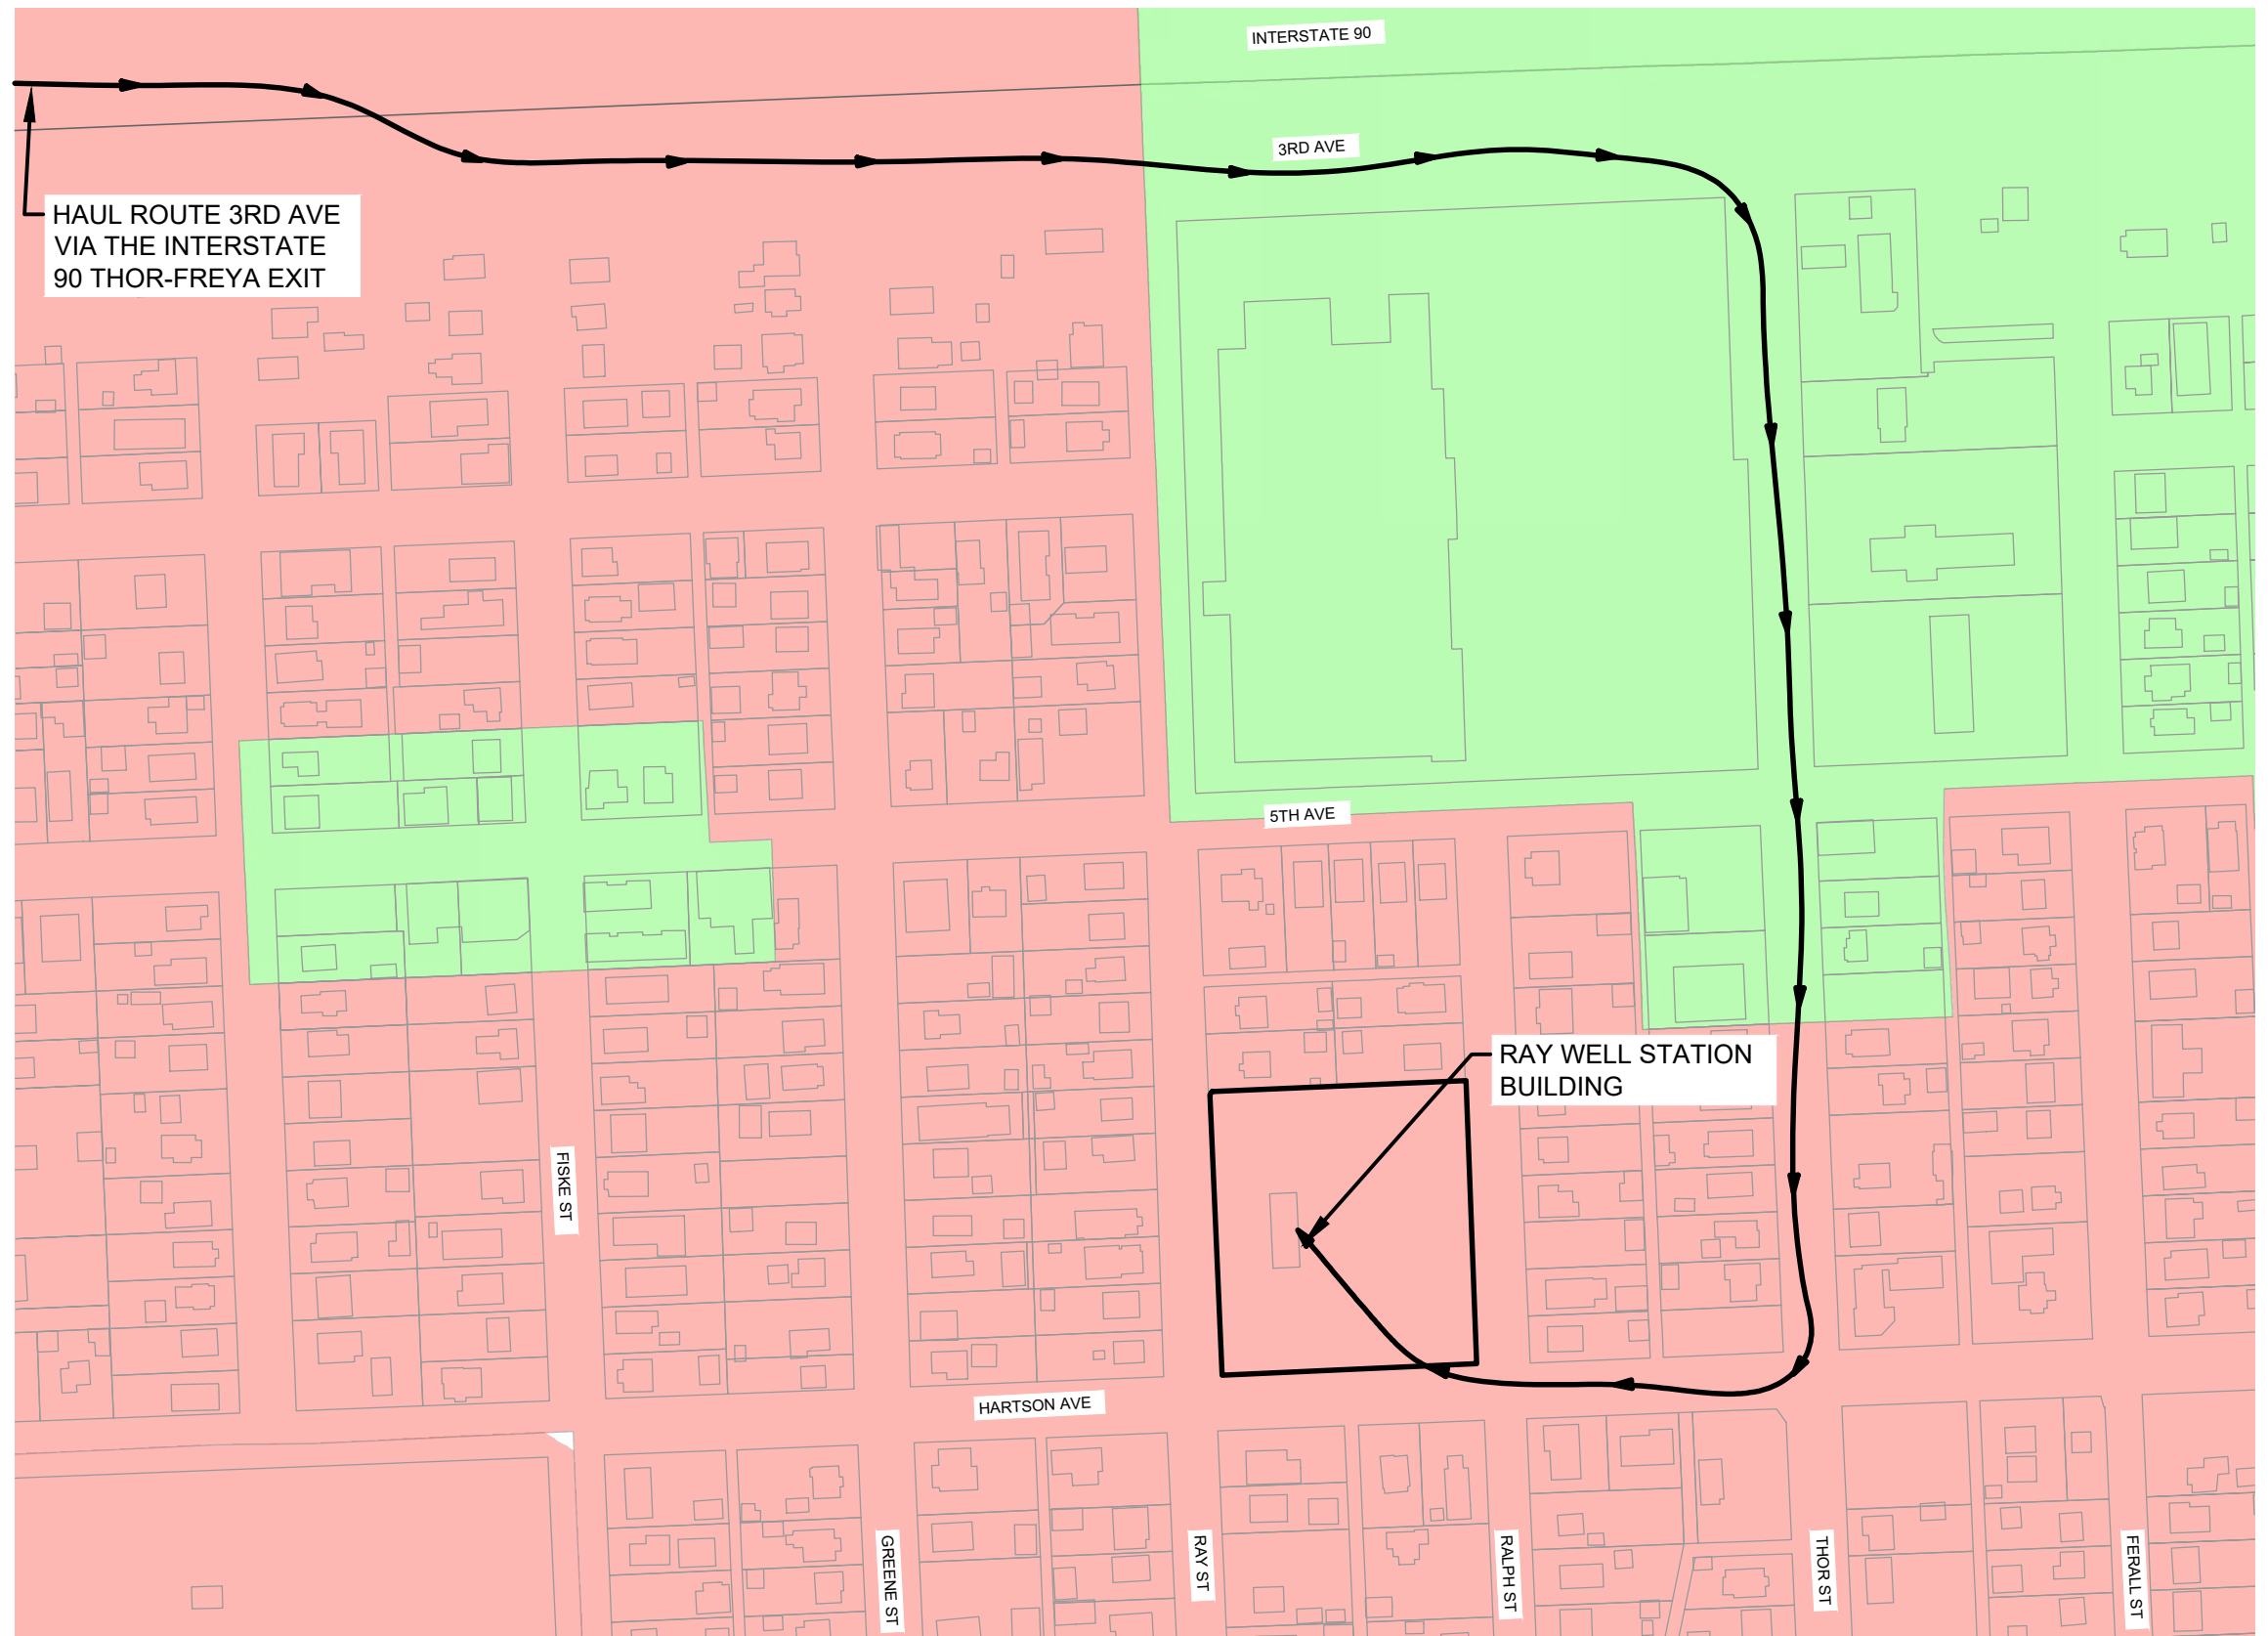 INTERSTATE 90
3RD AVE
HAUL ROUTE 3RD AVE
VIA THE INTERSTATE
90 THOR-FREYA EXIT
5TH AVE
RAY WELL STATION
BUILDING
FISKE ST
HARTSON AVE
GREENE ST
RAY ST
RALPH ST
THOR ST
FERALL ST